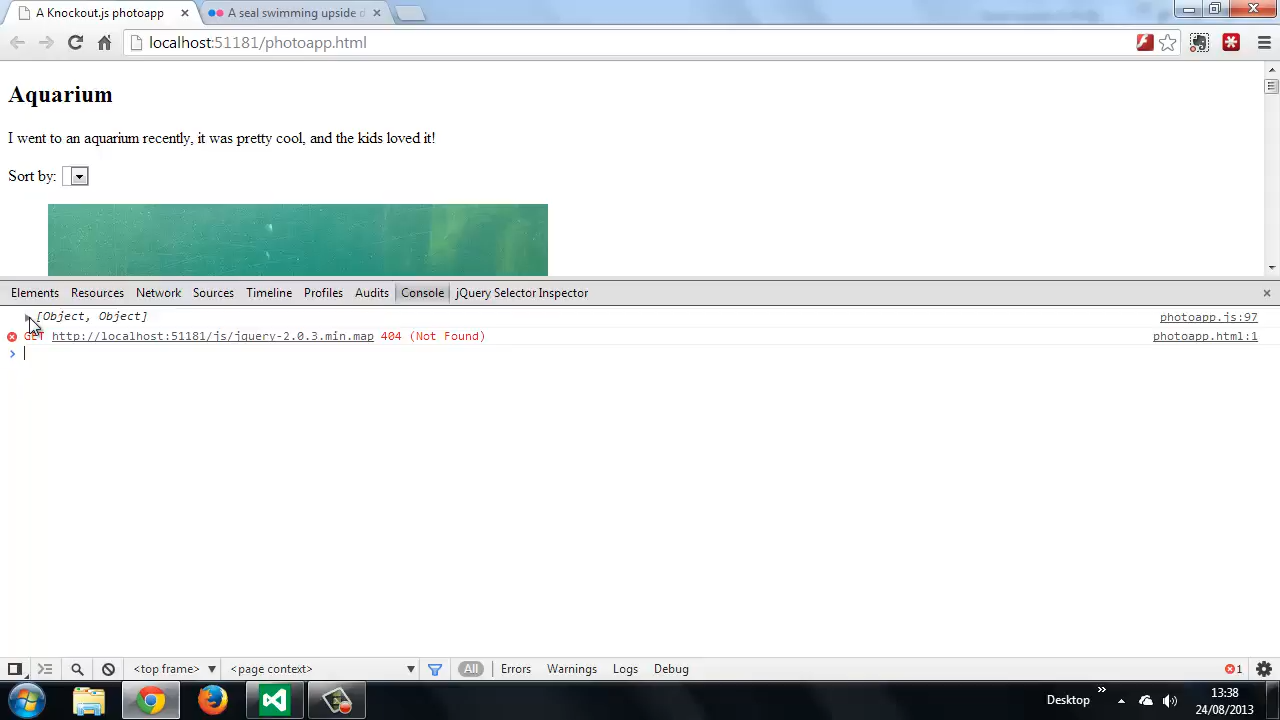 A Knockout.js photoapp
A seal swimming upside d
localhost:51181/photoapp.html
Aquarium
I went to an aquarium recently, it was pretty cool, and the kids loved it!
Sort by:
Elements Resources Network Sources Timeline Profiles Audits Console jQuery Selector Inspector
[Object, Object] photoapp.js:97
GET http://localhost:51181/js/jquery-2.0.3.min.map 404 (Not Found) photoapp.html:1
<top frame> <page context> All Errors Warnings Logs Debug 1
Desktop
13:38
24/08/2013